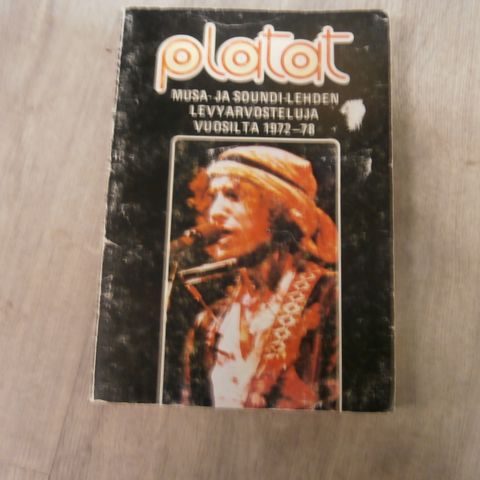 platat
MUSA- JA SOUNDI-LEHDEN
LEVYARVOSTELUJA
VUOSILTA 1972–78